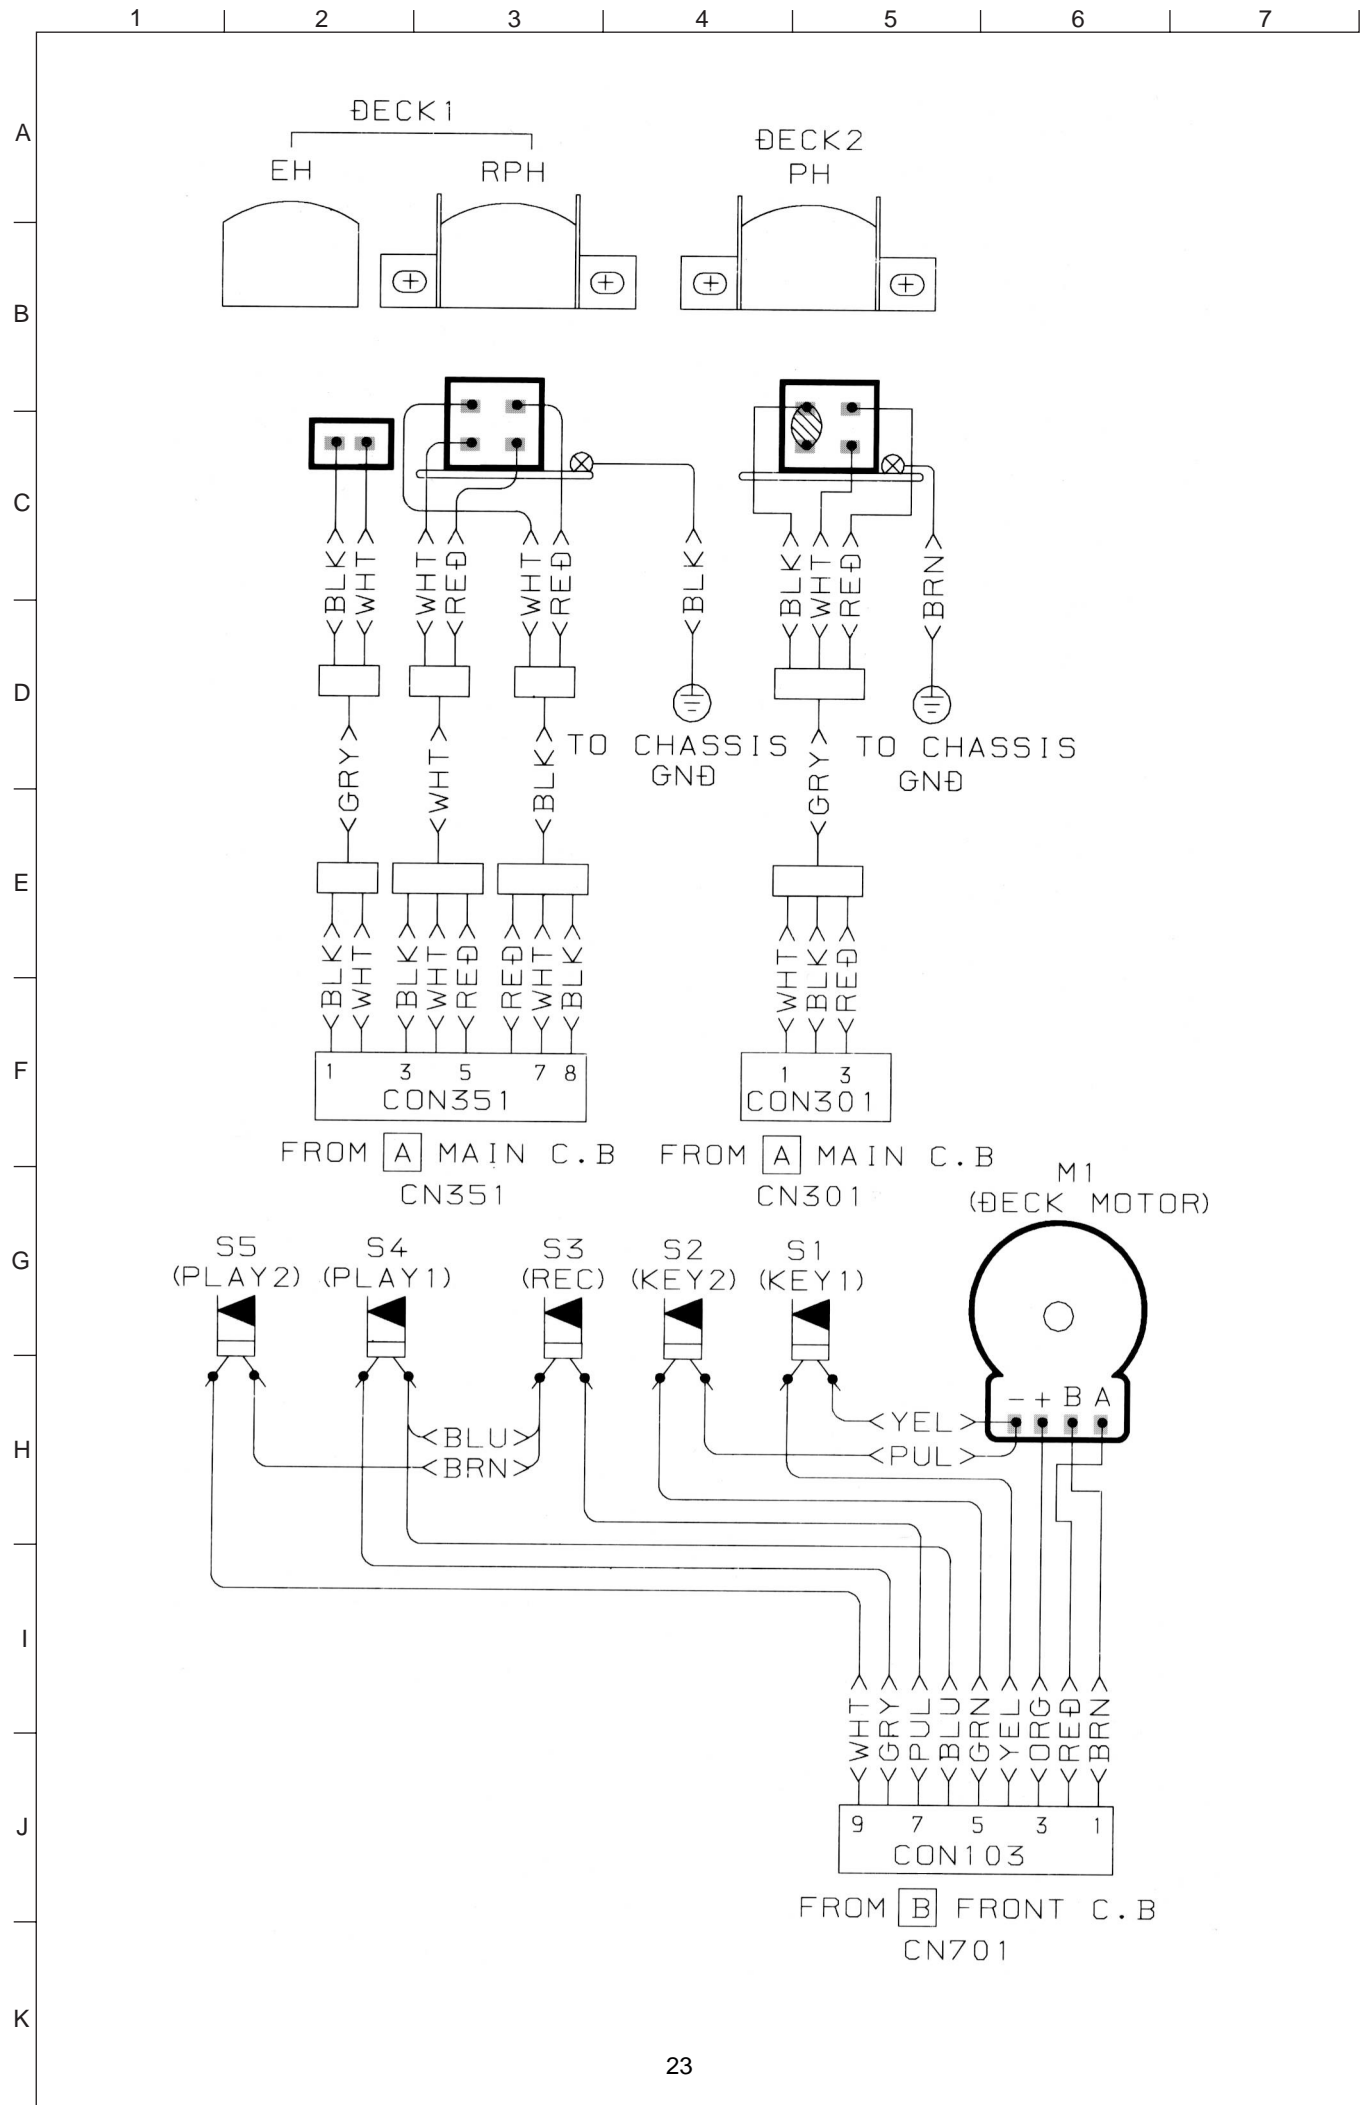 1 2 3 4 5 6 7
A
DECK1
EH RPH
DECK2
PH
B
C
BLK WHT WHT RED WHT RED BLK BLK WHT RED BRN
D
TO CHASSIS
GND
TO CHASSIS
GND
GRY WHT BLK GRY
E
BLK WHT BLK WHT RED RED WHT BLK WHT BLK RED
F
1 3 5 7 8
CON351
1 3
CON301
FROM A MAIN C.B
CN351
FROM A MAIN C.B
CN301
M1
(DECK MOTOR)
G
S5
(PLAY2)
S4
(PLAY1)
S3
(REC)
S2
(KEY2)
S1
(KEY1)
- + B A
H
BLU
BRN
YEL
PUL
I
WHT GRY PUL BLU GRN YEL ORG RED BRN
J
9 7 5 3 1
CON103
FROM B FRONT C.B
CN701
K
23